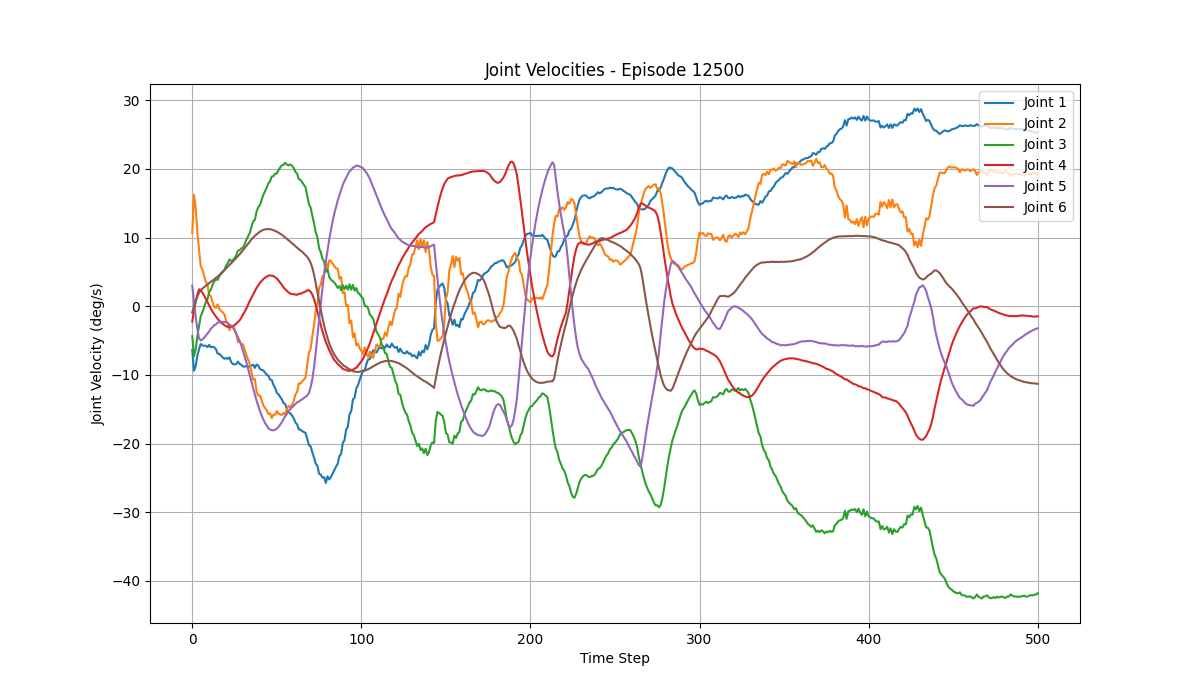 Joint Velocities - Episode 12500
Joint Velocity (deg/s)
30
20
10
0
−10
−20
−30
−40
Joint 1
Joint 2
Joint 3
Joint 4
Joint 5
Joint 6
0 100 200 300 400 500
Time Step